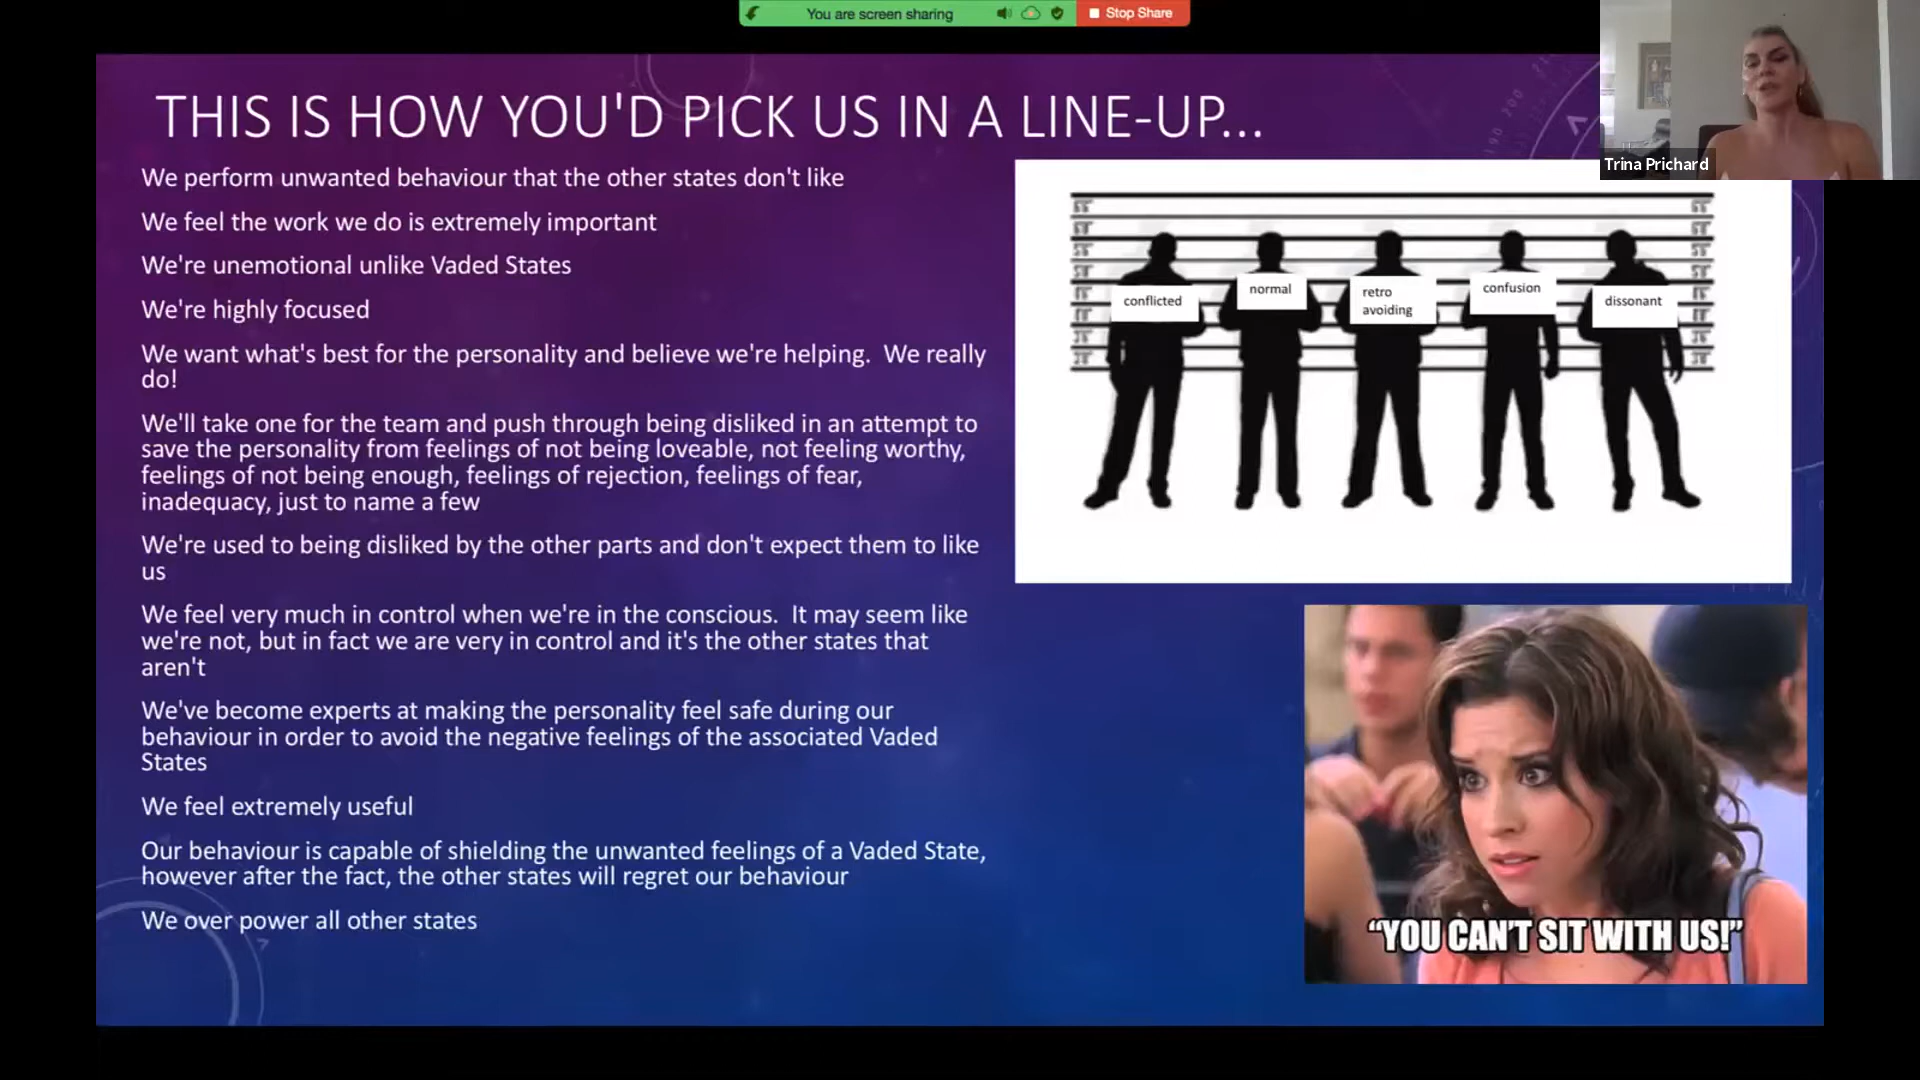 You are screen sharing
Stop Share
THIS IS HOW YOU'D PICK US IN A LINE-UP...
Trina Prichard
We perform unwanted behaviour that the other states don't like
We feel the work we do is extremely important
We're unemotional unlike Vaded States
We're highly focused
We want what's best for the personality and believe we're helping.  We really
do!
We'll take one for the team and push through being disliked in an attempt to
save the personality from feelings of not being loveable, not feeling worthy,
feelings of not being enough, feelings of rejection, feelings of fear,
inadequacy, just to name a few
We're used to being disliked by the other parts and don't expect them to like
us
We feel very much in control when we're in the conscious.  It may seem like
we're not, but in fact we are very in control and it's the other states that
aren't
We've become experts at making the personality feel safe during our
behaviour in order to avoid the negative feelings of the associated Vaded
States
We feel extremely useful
Our behaviour is capable of shielding the unwanted feelings of a Vaded State,
however after the fact, the other states will regret our behaviour
We over power all other states
conflicted
normal
retro
avoiding
confusion
dissonant
"YOU CAN'T SIT WITH US!"